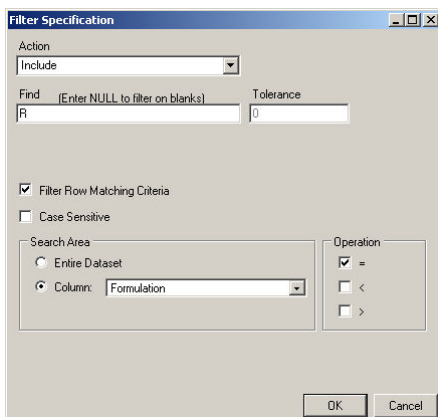 Filter Specification
Action
Include
Find (Enter NULL to filter on blanks) Tolerance
R 0
Filter Row Matching Criteria
Case Sensitive
Search Area Operation
Entire Dataset =
Column: Formulation <
>
OK Cancel